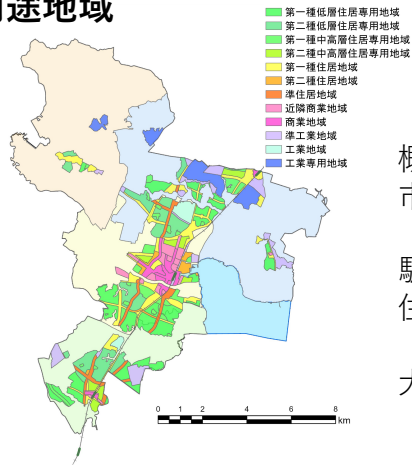 途地域
第一種低層住居専用地域
第二種低層住居専用地域
第一種中高層住居専用地域
第二種中高層住居専用地域
第一種住居地域
第二種住居地域
準住居地域
近隣商業地域
商業地域
準工業地域
工業地域
工業専用地域
市
住
0 1 2 4 6 8
km